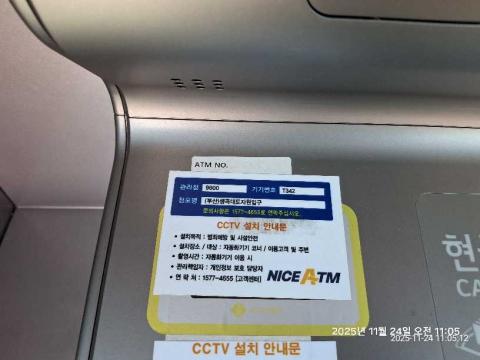 ATM NO.
관리점 9600 기기번호 T342
점포명 (부산)생곡대로자원입구
문의사항은 1577-4655로 연락주십시오.
CCTV 설치 안내문
• 설치목적 : 범죄예방 및 시설안전
• 설치장소 / 대상 : 자동화기기 코너 / 이용고객 및 주변
• 촬영시간 : 자동화기기 이용 시
• 관리책임자 : 개인정보 보호 담당자
• 연 락 처 : 1577-4655 [고객센터]
NICE ATM
현
CA
2025년 11월 24일 오전 11:05
2025-11-24 11:05:12
CCTV 설치 안내문